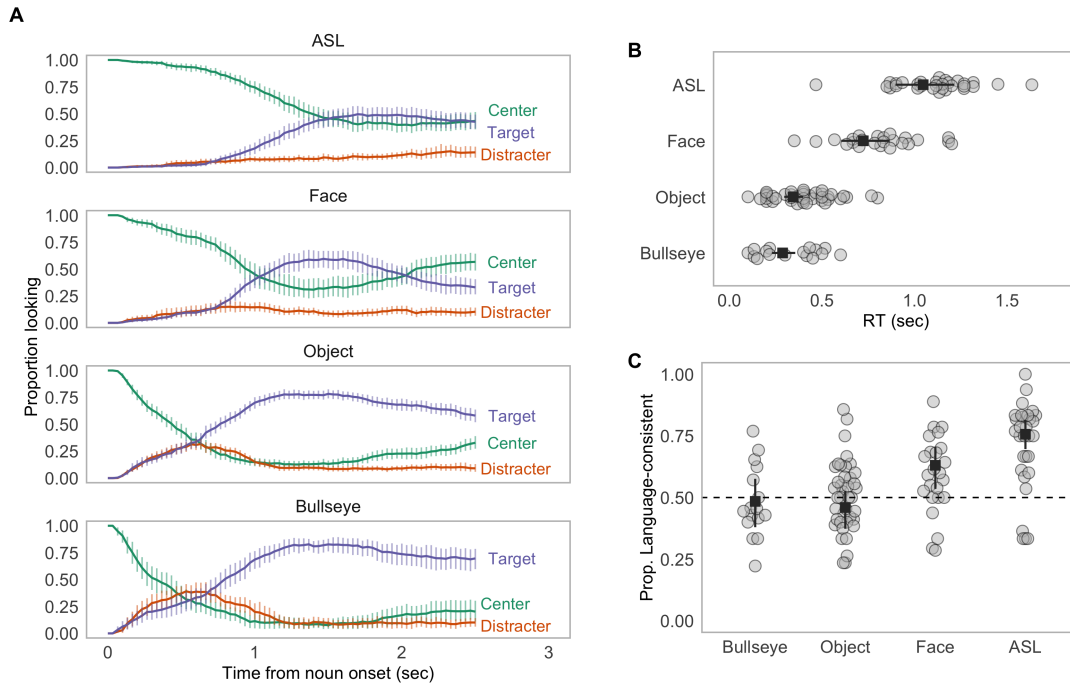 A
ASL
1.00
0.75
0.50
0.25
0.00
Center
Target
Distracter
Face
1.00
0.75
0.50
0.25
0.00
Center
Target
Distracter
Object
1.00
0.75
0.50
0.25
0.00
Target
Center
Distracter
Bullseye
1.00
0.75
0.50
0.25
0.00
Target
Center
Distracter
0 1 2 3
Time from noun onset (sec)
Proportion looking
B
ASL
Face
Object
Bullseye
0.0 0.5 1.0 1.5
RT (sec)
C
Prop. Language-consistent
1.00
0.75
0.50
0.25
0.00
Bullseye Object Face ASL